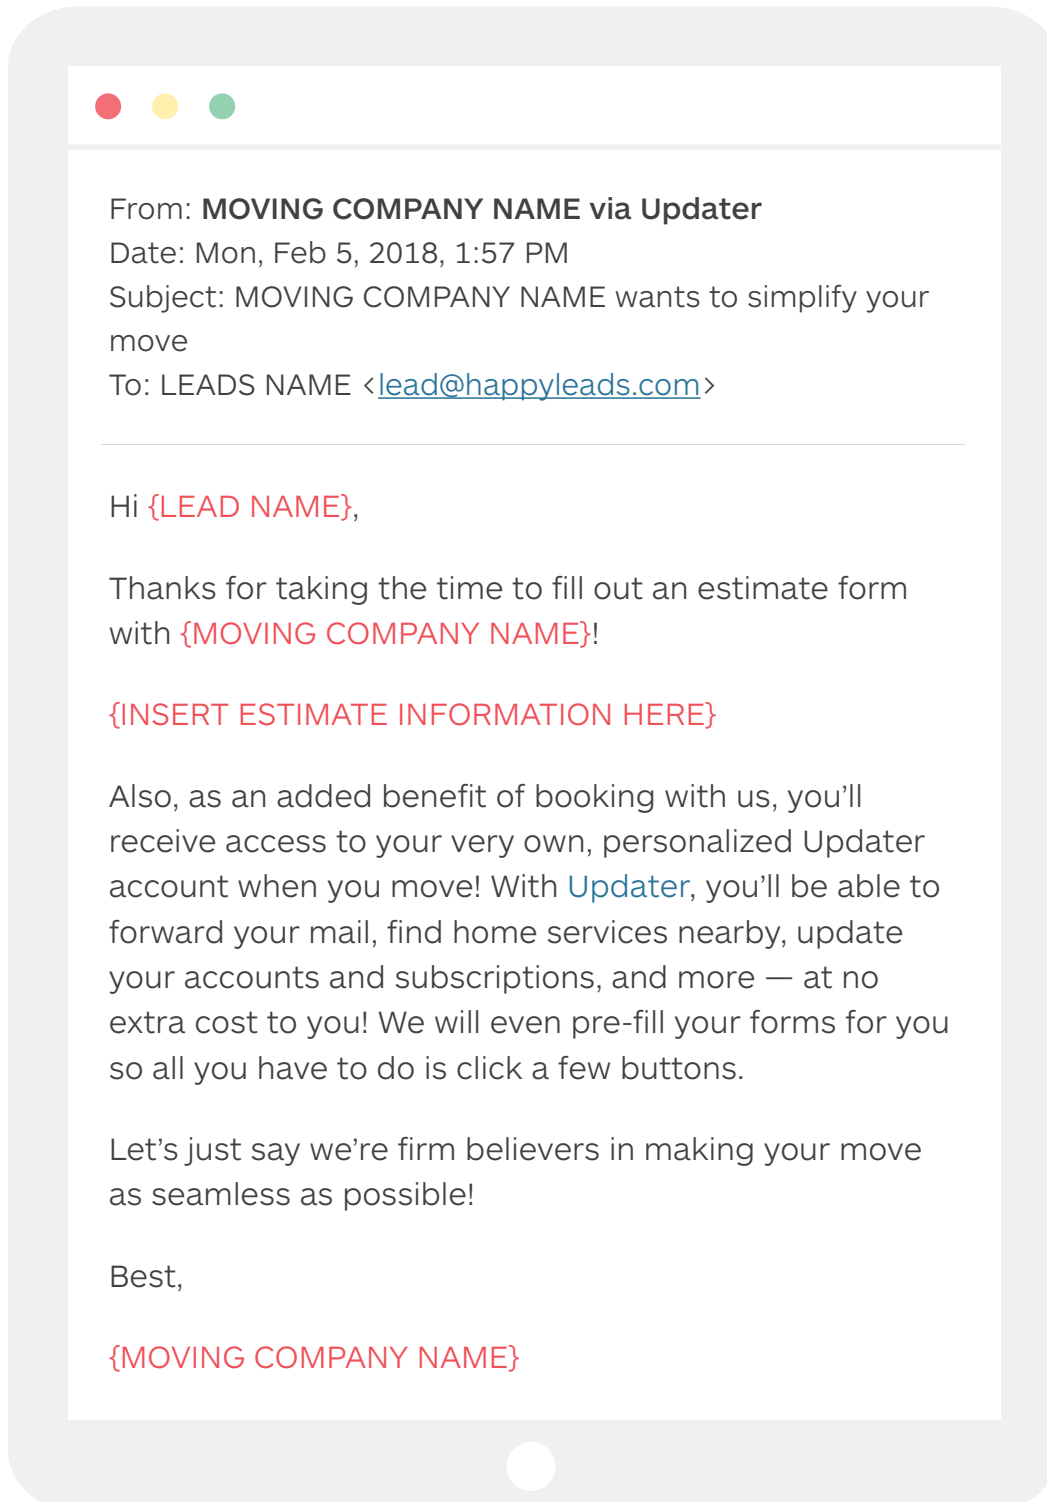 From: MOVING COMPANY NAME via Updater
Date: Mon, Feb 5, 2018, 1:57 PM
Subject: MOVING COMPANY NAME wants to simplify your
move
To: LEADS NAME <lead@happyleads.com>
Hi {LEAD NAME},
Thanks for taking the time to fill out an estimate form
with {MOVING COMPANY NAME}!
{INSERT ESTIMATE INFORMATION HERE}
Also, as an added benefit of booking with us, you’ll
receive access to your very own, personalized Updater
account when you move! With Updater, you’ll be able to
forward your mail, find home services nearby, update
your accounts and subscriptions, and more — at no
extra cost to you! We will even pre-fill your forms for you
so all you have to do is click a few buttons.
Let’s just say we’re firm believers in making your move
as seamless as possible!
Best,
{MOVING COMPANY NAME}